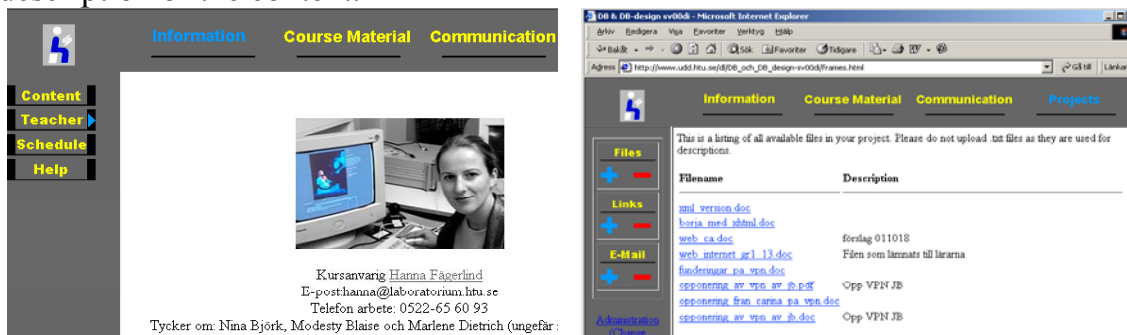 Information Course Material Communication
Content
Teacher
Schedule
Help
Kursanvarig Hanna Fägerlind
E-post:hanna@laboratorium.htu.se
Telefon arbete: 0522-65 60 93
Tycker om: Nina Björk, Modesty Blaise och Marlene Dietrich (ungefär
DB & DB-design sv00di - Microsoft Internet Explorer
Arkiv Redigera Visa Favoriter Verktyg Hjälp
Bakåt Sök Favoriter Tidigare
Adress http://www.udd.htu.se/dl/DB_och_DB_design-sv00di/frames.html Gå till Länkar
Information Course Material Communication Projects
Files
Links
E-Mail
Administration
(Change
This is a listing of all available files in your project. Please do not upload .txt files as they are used for
descriptions.
Filename Description
xml_version.doc
borja_med_xhtml.doc
web_ca.doc förslag 011018
web_internet_gr1_13.doc Filen som lämnats till lärarna
funderingar_pa_vpn.doc
opponering_av_vpn_av_jb.pdf Opp VPN JB
opponering_fran_carina_pa_vpn.doc
opponering_av_vpn_av_jb.doc Opp VPN JB